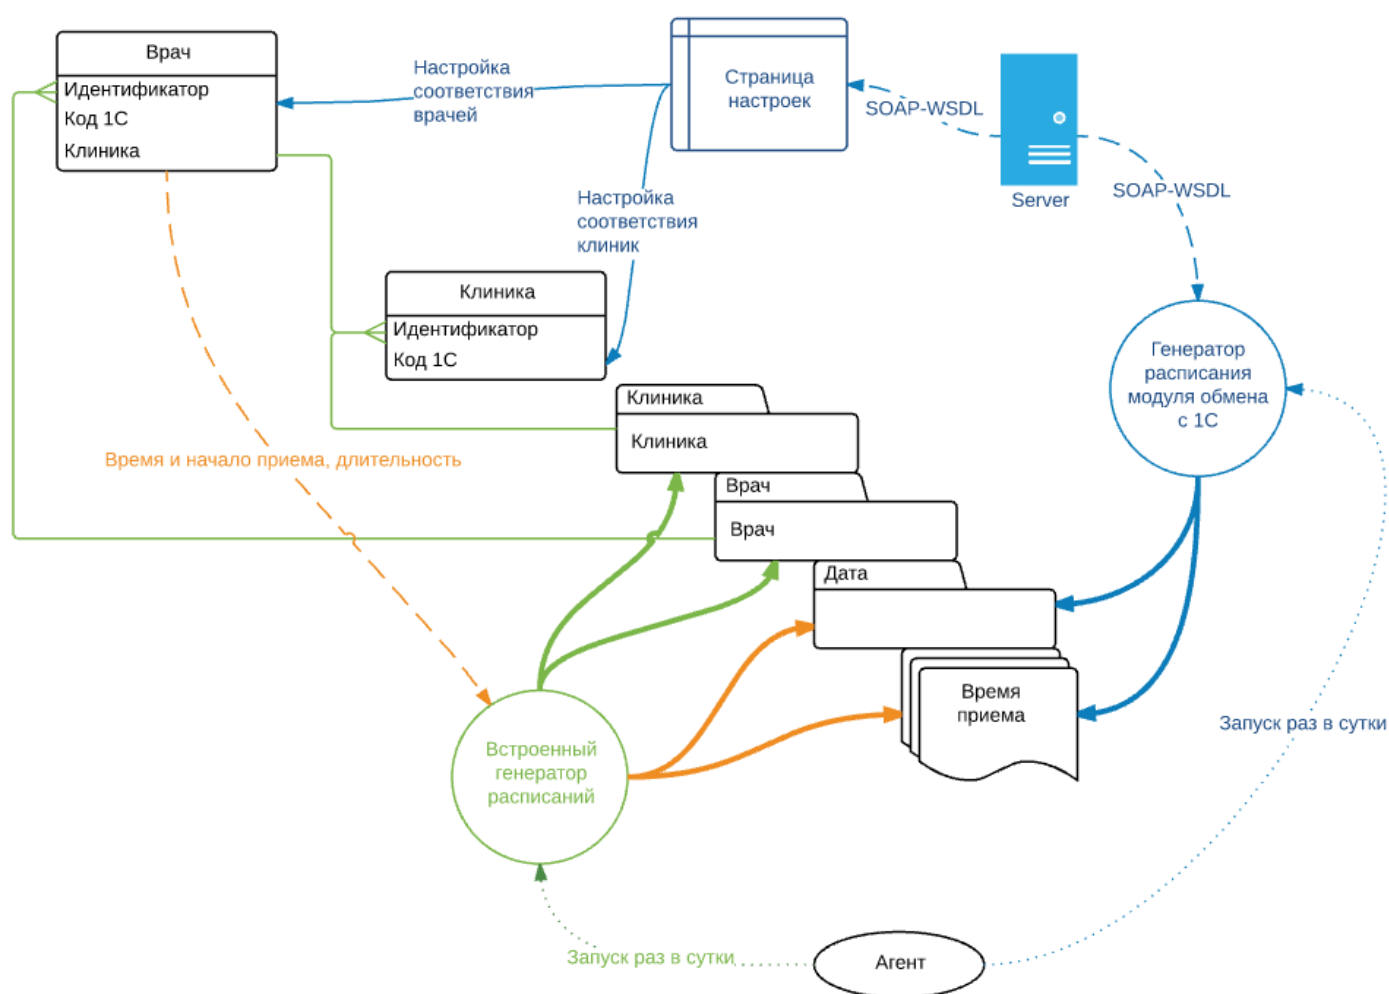 Врач
Идентификатор
Код 1С
Клиника
Настройка
соответствия
врачей
Страница
настроек
SOAP-WSDL
Server
SOAP-WSDL
Настройка
соответствия
клиник
Клиника
Идентификатор
Код 1С
Генератор
расписания
модуля обмена
с 1С
Клиника
Клиника
Время и начало приема, длительность
Врач
Врач
Дата
Время
приема
Запуск раз в сутки
Встроенный
генератор
расписаний
Запуск раз в сутки
Агент